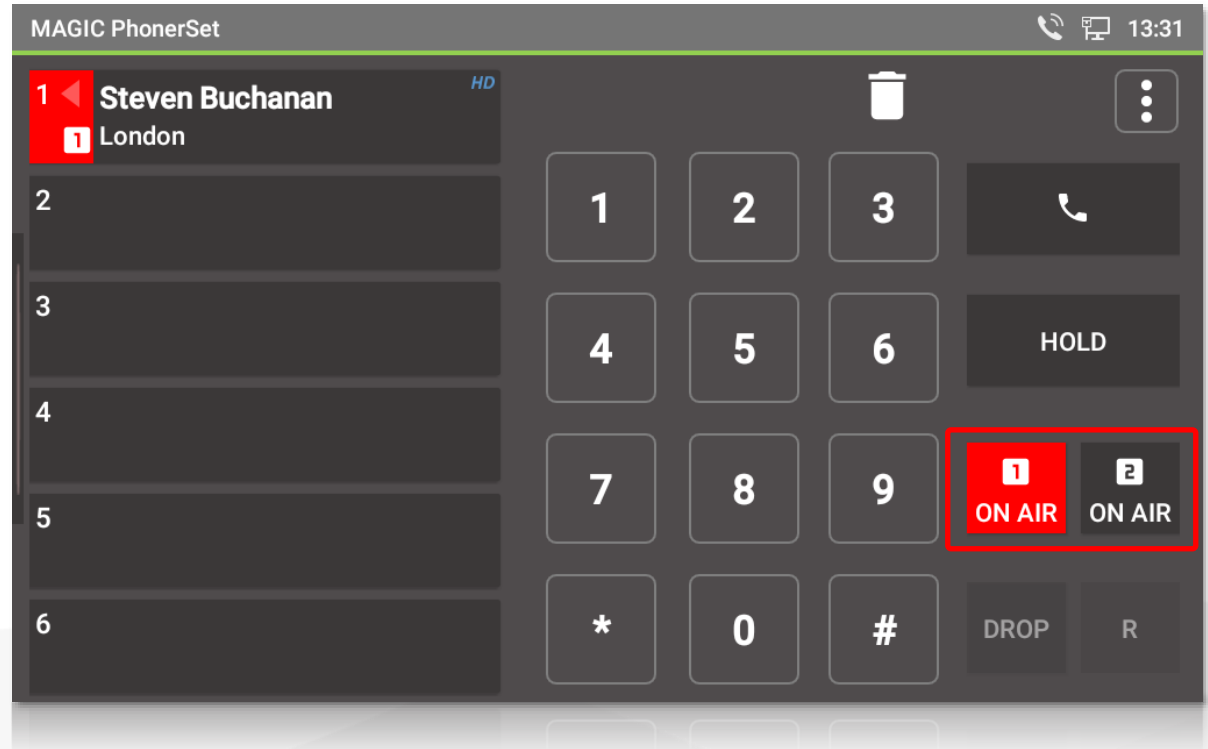 MAGIC PhonerSet
13:31
1
Steven Buchanan
HD
1
London
2
3
4
5
6
1 2 3
4 5 6
HOLD
7 8 9
1 2
ON AIR ON AIR
* 0 #
DROP R